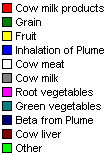 Cow milk products
Grain
Fruit
Inhalation of Plume
Cow meat
Cow milk
Root vegetables
Green vegetables
Beta from Plume
Cow liver
Other